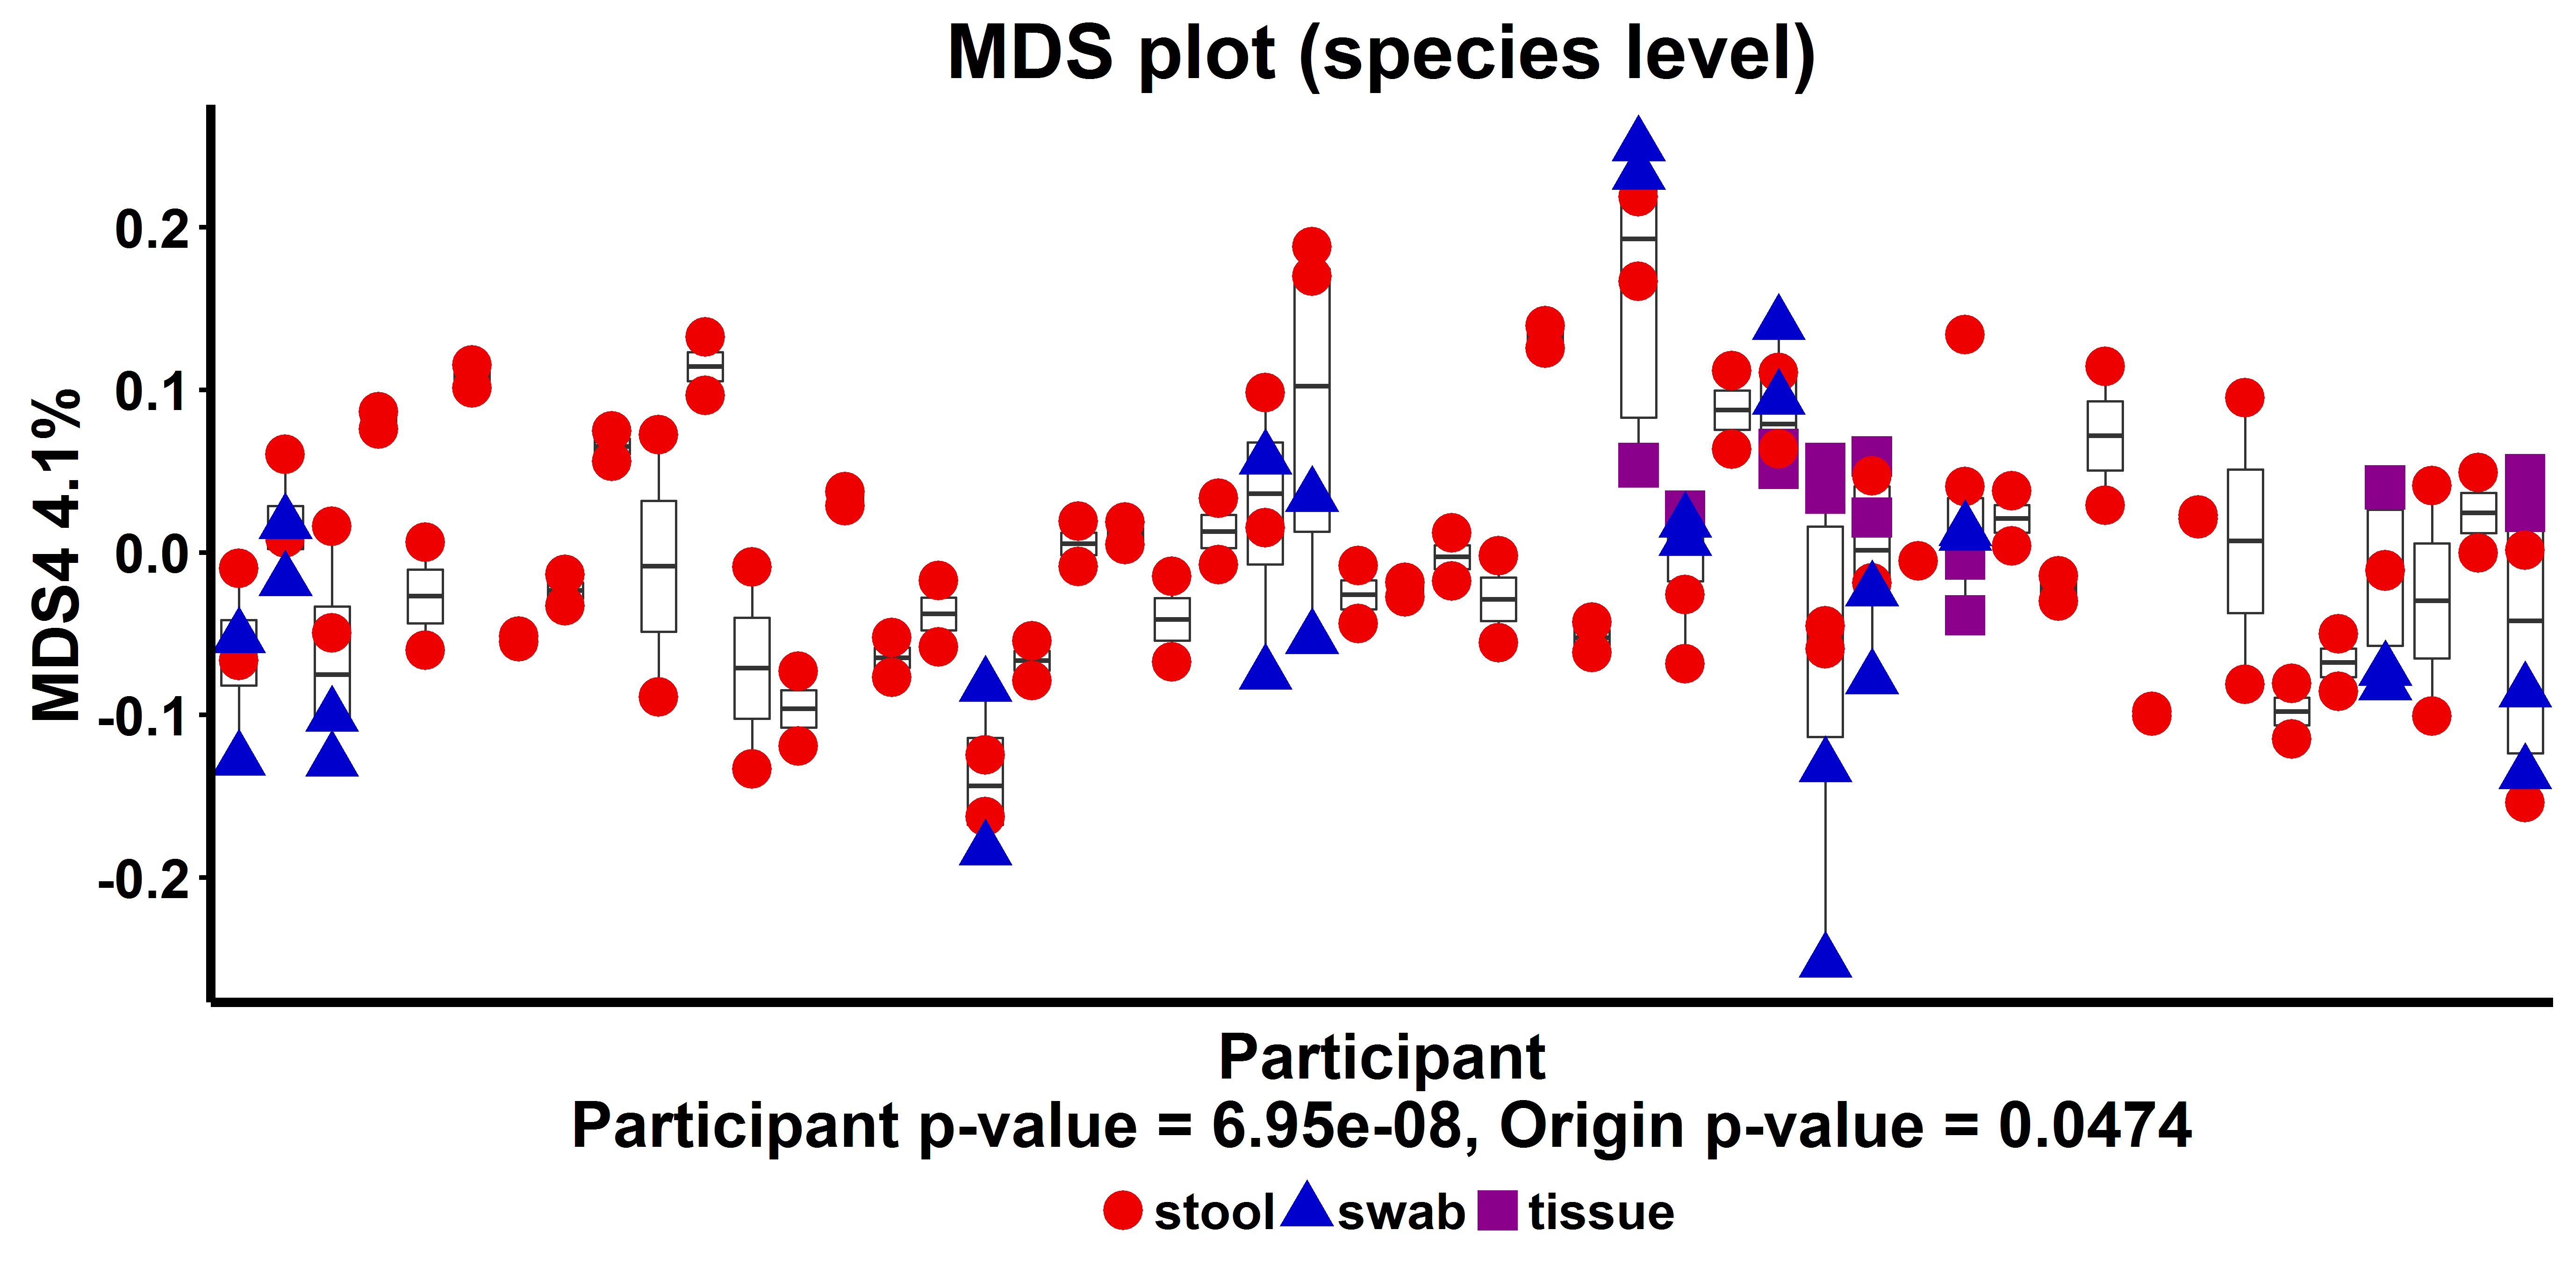 MDS plot (species level)
MDS4 4.1%
0.2
0.1
0.0
-0.1
-0.2
Participant
Participant p-value = 6.95e-08, Origin p-value = 0.0474
stool swab tissue